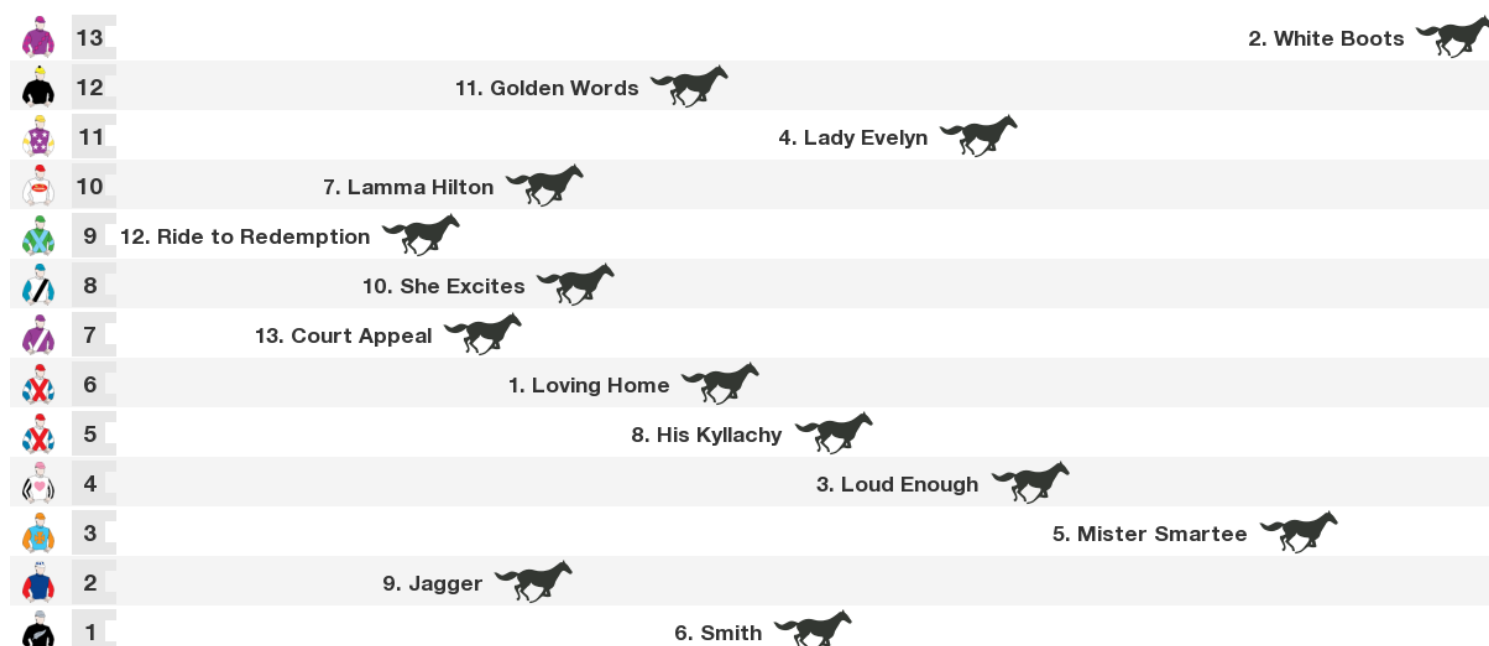 13 2. White Boots
12 11. Golden Words
11 4. Lady Evelyn
10 7. Lamma Hilton
9 12. Ride to Redemption
8 10. She Excites
7 13. Court Appeal
6 1. Loving Home
5 8. His Kyllachy
4 3. Loud Enough
3 5. Mister Smartee
2 9. Jagger
1 6. Smith